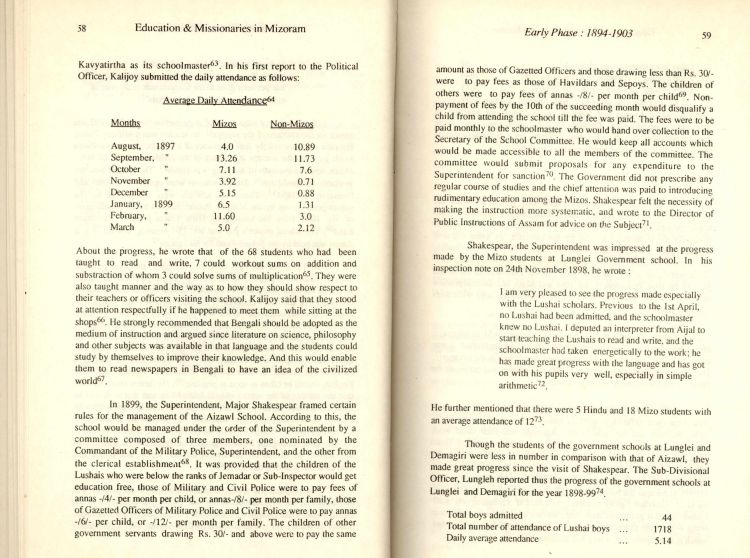 58 Education & Missionaries in Mizoram
Kavyatirtha as its schoolmaster63. In his first report to the Political
Officer, Kalijoy submitted the daily attendance as follows:
Average Daily Attendance64
Months Mizos Non-Mizos
August, 1897 4.0 10.89
September, " 13.26 11.73
October " 7.11 7.6
November " 3.92 0.71
December " 5.15 0.88
January, 1899 6.5 1.31
February, " 11.60 3.0
March " 5.0 2.12
About the progress, he wrote that of the 68 students who had been
taught to read and write, 7 could workout sums on addition and
substraction of whom 3 could solve sums of multiplication65. They were
also taught manner and the way as to how they should show respect to
their teachers or officers visiting the school. Kalijoy said that they stood
at attention respectfully if he happened to meet them while sitting at the
shops66. He strongly recommended that Bengali should be adopted as the
medium of instruction and argued since literature on science, philosophy
and other subjects was available in that language and the students could
study by themselves to improve their knowledge. And this would enable
them to read newspapers in Bengali to have an idea of the civilized
world67.
In 1899, the Superintendent, Major Shakespear framed certain
rules for the management of the Aizawl School. According to this, the
school would be managed under the order of the Superintendent by a
committee composed of three members, one nominated by the
Commandant of the Military Police, Superintendent, and the other from
the clerical establishment68. It was provided that the children of the
Lushais who were below the ranks of Jemadar or Sub-Inspector would get
education free, those of Military and Civil Police were to pay fees of
annas -/4/- per month per child, or annas-/8/- per month per family, those
of Gazetted Officers of Military Police and Civil Police were to pay annas
-/6/- per child, or -/12/- per month per family. The children of other
government servants drawing Rs. 30/- and above were to pay the same
Early Phase : 1894-1903 59
amount as those of Gazetted Officers and those drawing less than Rs. 30/-
were to pay fees as those of Havildars and Sepoys. The children of
others were to pay fees of annas -/8/- per month per child69. Non-
payment of fees by the 10th of the succeeding month would disqualify a
child from attending the school till the fee was paid. The fees were to be
paid monthly to the schoolmaster who would hand over collection to the
Secretary of the School Committee. He would keep all accounts which
would be made accessible to all the members of the committee. The
committee would submit proposals for any expenditure to the
Superintendent for sanction70. The Government did not prescribe any
regular course of studies and the chief attention was paid to introducing
rudimentary education among the Mizos. Shakespear felt the necessity of
making the instruction more systematic, and wrote to the Director of
Public Instructions of Assam for advice on the Subject71.
Shakespear, the Superintendent was impressed at the progress
made by the Mizo students at Lunglei Government school. In his
inspection note on 24th November 1898, he wrote :
I am very pleased to see the progress made especially
with the Lushai scholars. Previous to the 1st April,
no Lushai had been admitted, and the schoolmaster
knew no Lushai. I deputed an interpreter from Aijal to
start teaching the Lushais to read and write, and the
schoolmaster had taken energetically to the work; he
has made great progress with the language and has got
on with his pupils very well, especially in simple
arithmetic72.
He further mentioned that there were 5 Hindu and 18 Mizo students with
an average attendance of 1273.
Though the students of the government schools at Lunglei and
Demagiri were less in number in comparison with that of Aizawl, they
made great progress since the visit of Shakespear. The Sub-Divisional
Officer, Lungleh reported thus the progress of the government schools at
Lunglei and Demagiri for the year 1898-9974.
Total boys admitted ... 44
Total number of attendance of Lushai boys ... 1718
Daily average attendance ... 5.14